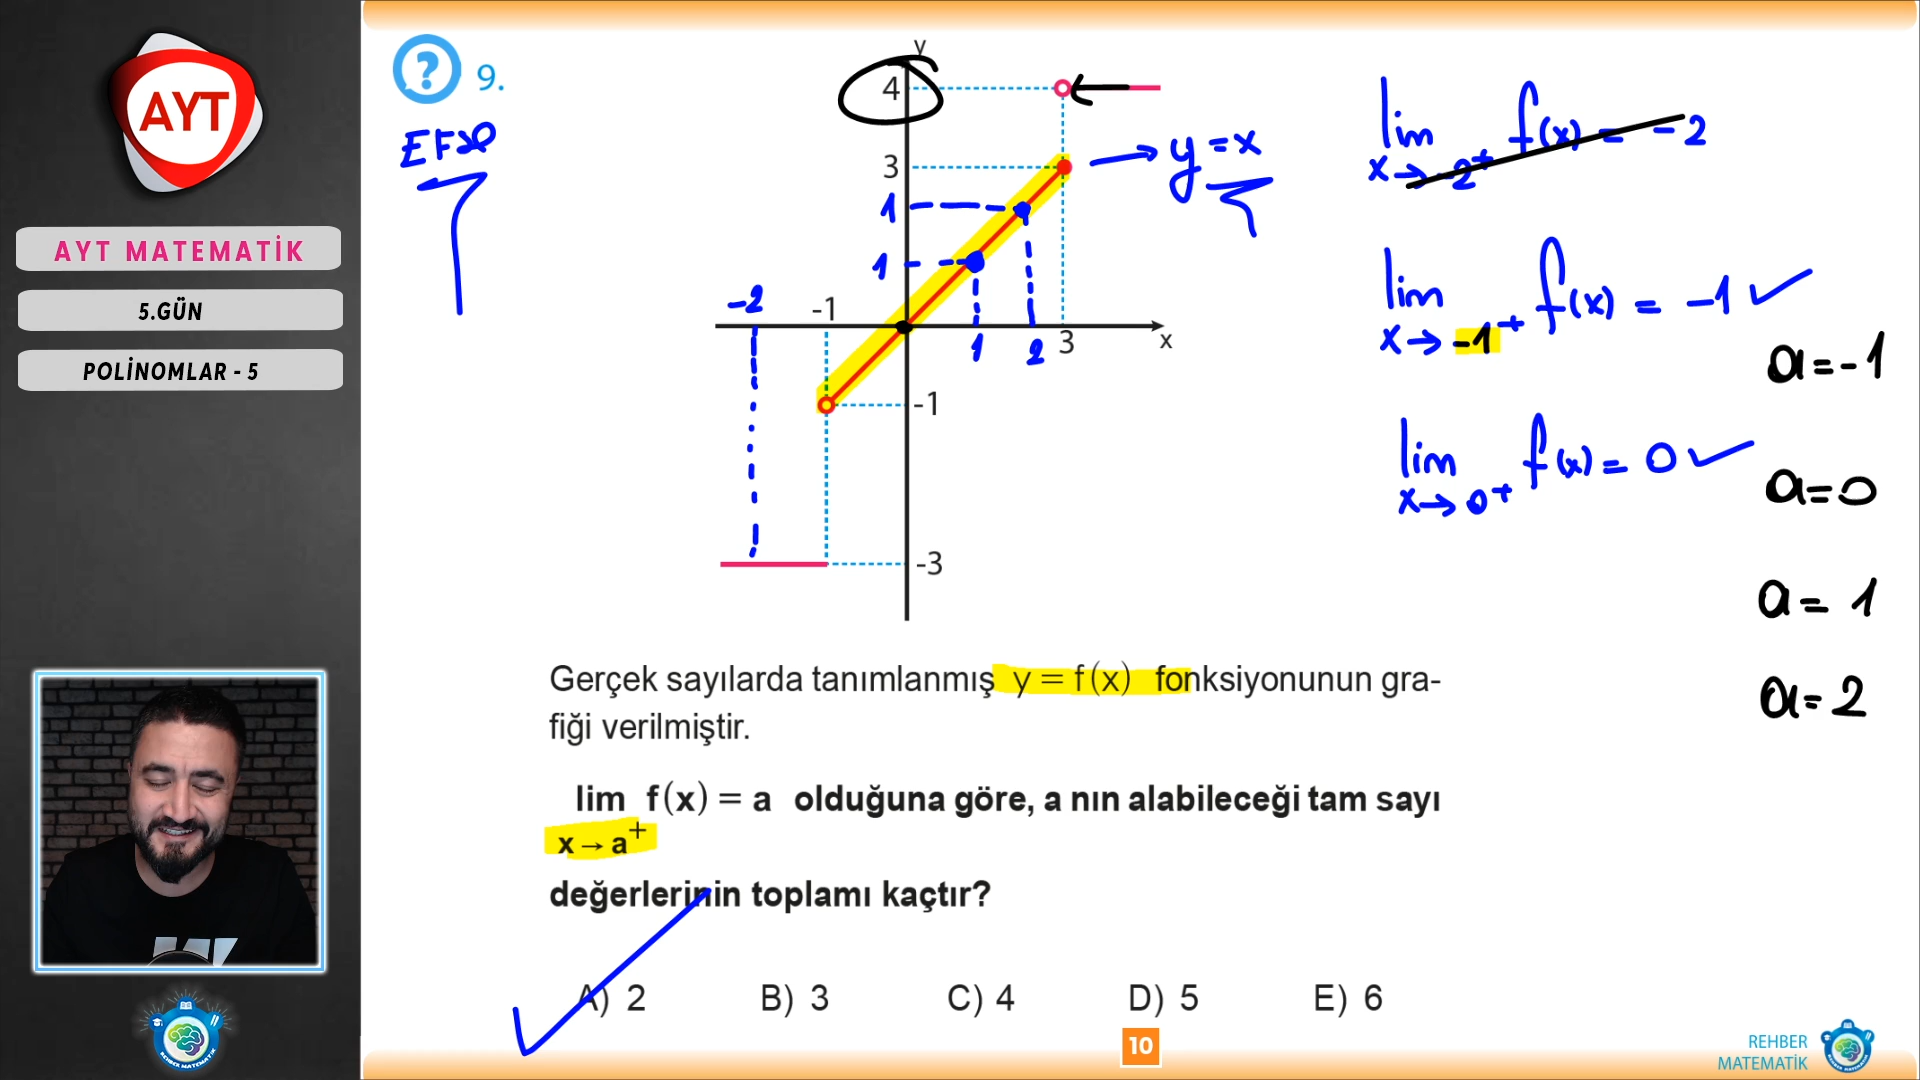 AYT
AYT MATEMATİK
5.GÜN
POLİNOMLAR - 5
9.
y
4
3
1
1
-2
-1
1
2
3
x
-1
-3
y = x
lim f(x) = -2
x → -2⁺
lim f(x) = -1
x → -1⁺
a = -1
lim f(x) = 0
x → 0⁺
a = 0
a = 1
a = 2
Gerçek sayılarda tanımlanmış y = f(x) fonksiyonunun gra-
fiği verilmiştir.
lim f(x) = a olduğuna göre, a nın alabileceği tam sayı
x → a⁺
değerlerinin toplamı kaçtır?
A) 2 B) 3 C) 4 D) 5 E) 6
10
REHBER
MATEMATİK
REHBER MATEMATİK